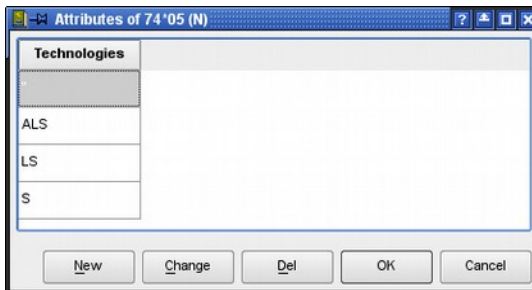 Attributes of 74*05 (N)
Technologies
ALS
LS
S
New Change Del OK Cancel